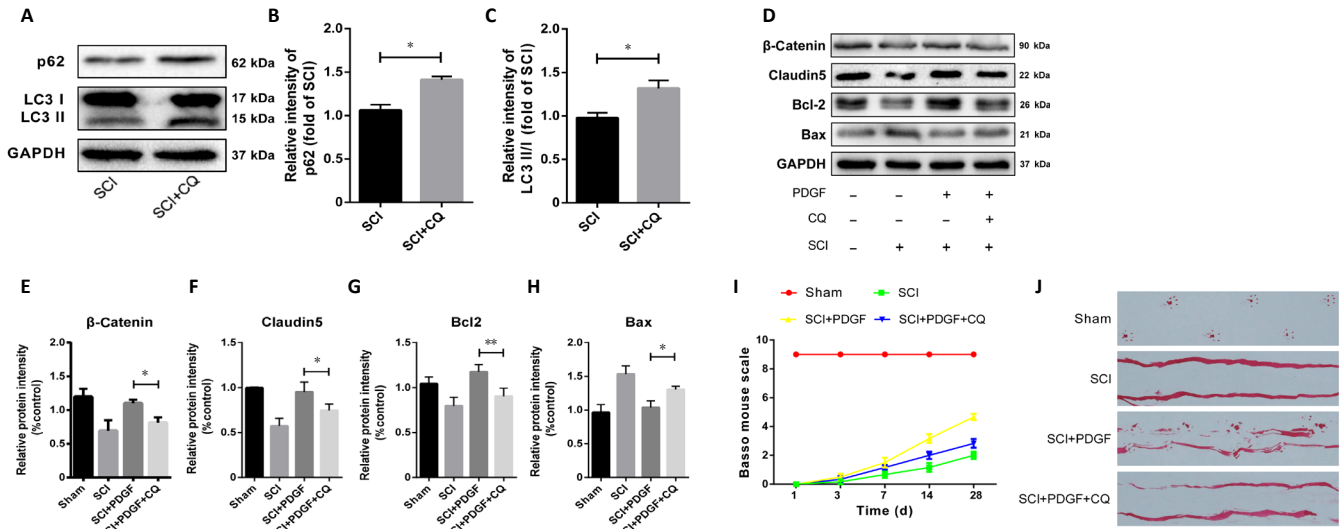 A
p62
62 kDa
LC3 I
17 kDa
LC3 II
15 kDa
GAPDH
37 kDa
SCI
SCI+CQ
B
Relative intensity of
p62 (fold of SCI)
2.0
1.5
1.0
0.5
0.0
*
SCI
SCI+CQ
C
Relative intensity of
LC3 II/I (fold of SCI)
2.0
1.5
1.0
0.5
0.0
*
SCI
SCI+CQ
D
β-Catenin
90 kDa
Claudin5
22 kDa
Bcl-2
26 kDa
Bax
21 kDa
GAPDH
37 kDa
PDGF – – + +
CQ +
SCI – + + +
E
β-Catenin
Relative protein intensity
(%control)
2.0
1.5
1.0
0.5
0.0
*
Sham
SCI
SCI+PDGF
SCI+PDGF+CQ
F
Claudin5
Relative protein intensity
(%control)
1.5
1.0
0.5
0.0
*
Sham
SCI
SCI+PDGF
SCI+PDGF+CQ
G
Bcl2
Relative protein intensity
(%control)
2.0
1.5
1.0
0.5
0.0
**
Sham
SCI
SCI+PDGF
SCI+PDGF+CQ
H
Bax
Relative protein intensity
(%control)
2.0
1.5
1.0
0.5
0.0
*
Sham
SCI
SCI+PDGF
SCI+PDGF+CQ
I
Sham
SCI
SCI+PDGF
SCI+PDGF+CQ
Basso mouse scale
10
8
6
4
2
0
1 3 7 14 28
Time (d)
J
Sham
SCI
SCI+PDGF
SCI+PDGF+CQ